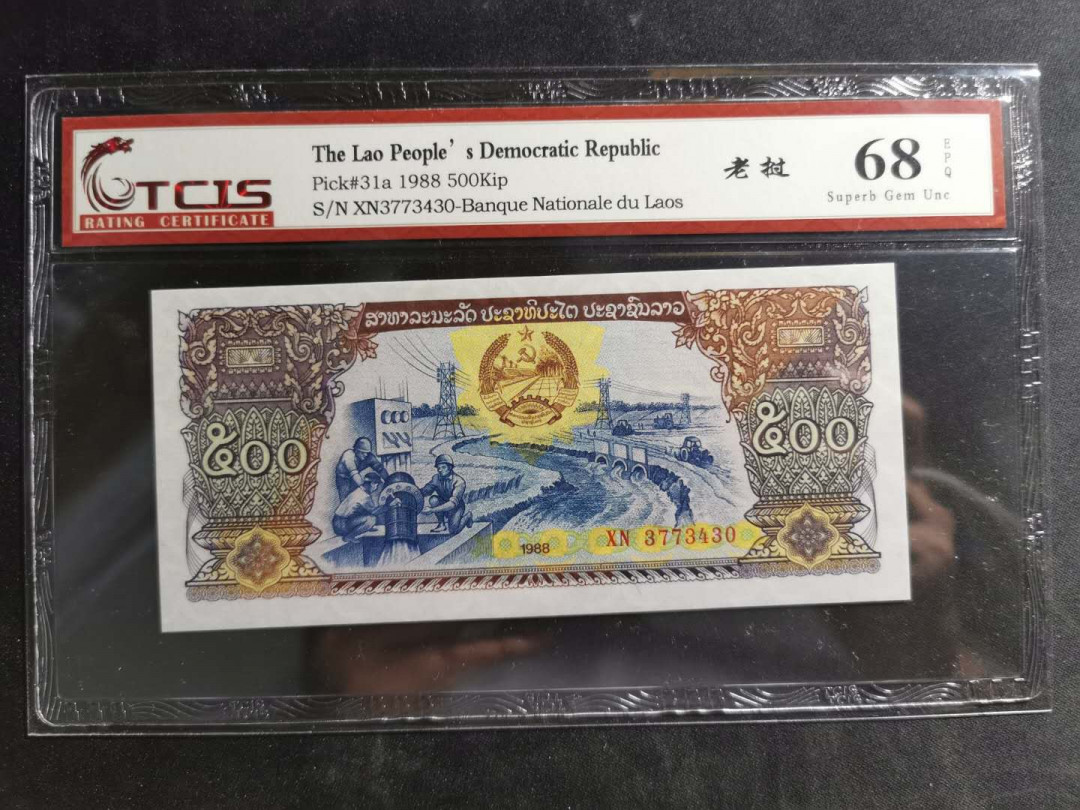 The Lao People’s Democratic Republic
Pick#31a 1988 500Kip
S/N XN3773430-Banque Nationale du Laos
老挝
68
EPQ
Superb Gem Unc
TCIS
RATING CERTIFICATE
ສາທາລະນະລັດ ປະຊາທິປະໄຕ ປະຊາຊົນລາວ
໕໐໐
໕໐໐
1988
XN 3773430